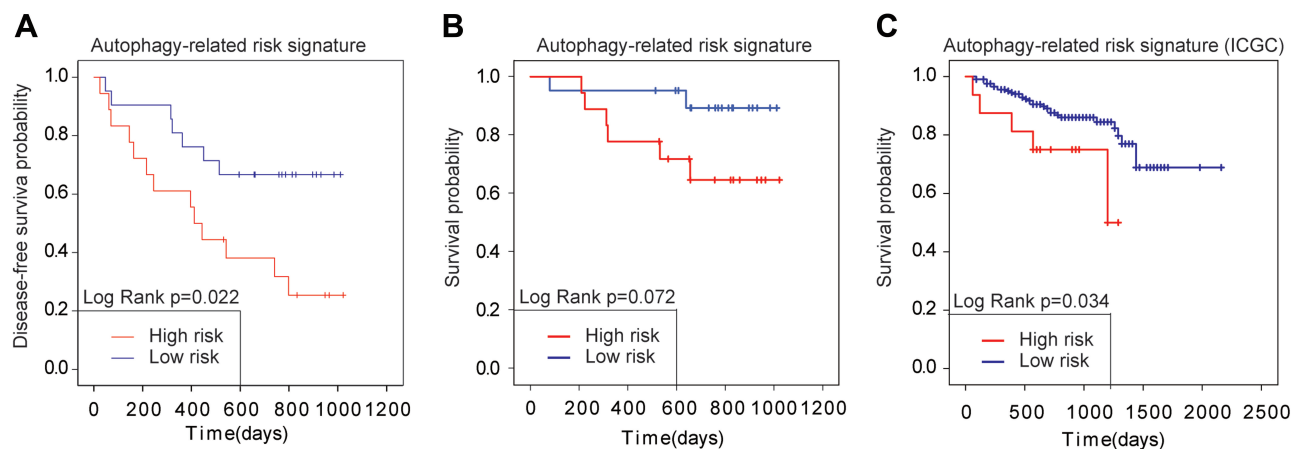 A
Autophagy-related risk signature
Disease-free surviva probability
1.0
0.8
0.6
0.4
0.2
0.0
Log Rank p=0.022
High risk
Low risk
0 200 400 600 800 1000 1200
Time(days)
B
Autophagy-related risk signature
Survival probability
1.0
0.8
0.6
0.4
0.2
0.0
Log Rank p=0.072
High risk
Low risk
0 200 400 600 800 1000 1200
Time(days)
C
Autophagy-related risk signature (ICGC)
Survival probability
1.0
0.8
0.6
0.4
0.2
0.0
Log Rank p=0.034
High risk
Low risk
0 500 1000 1500 2000 2500
Time(days)